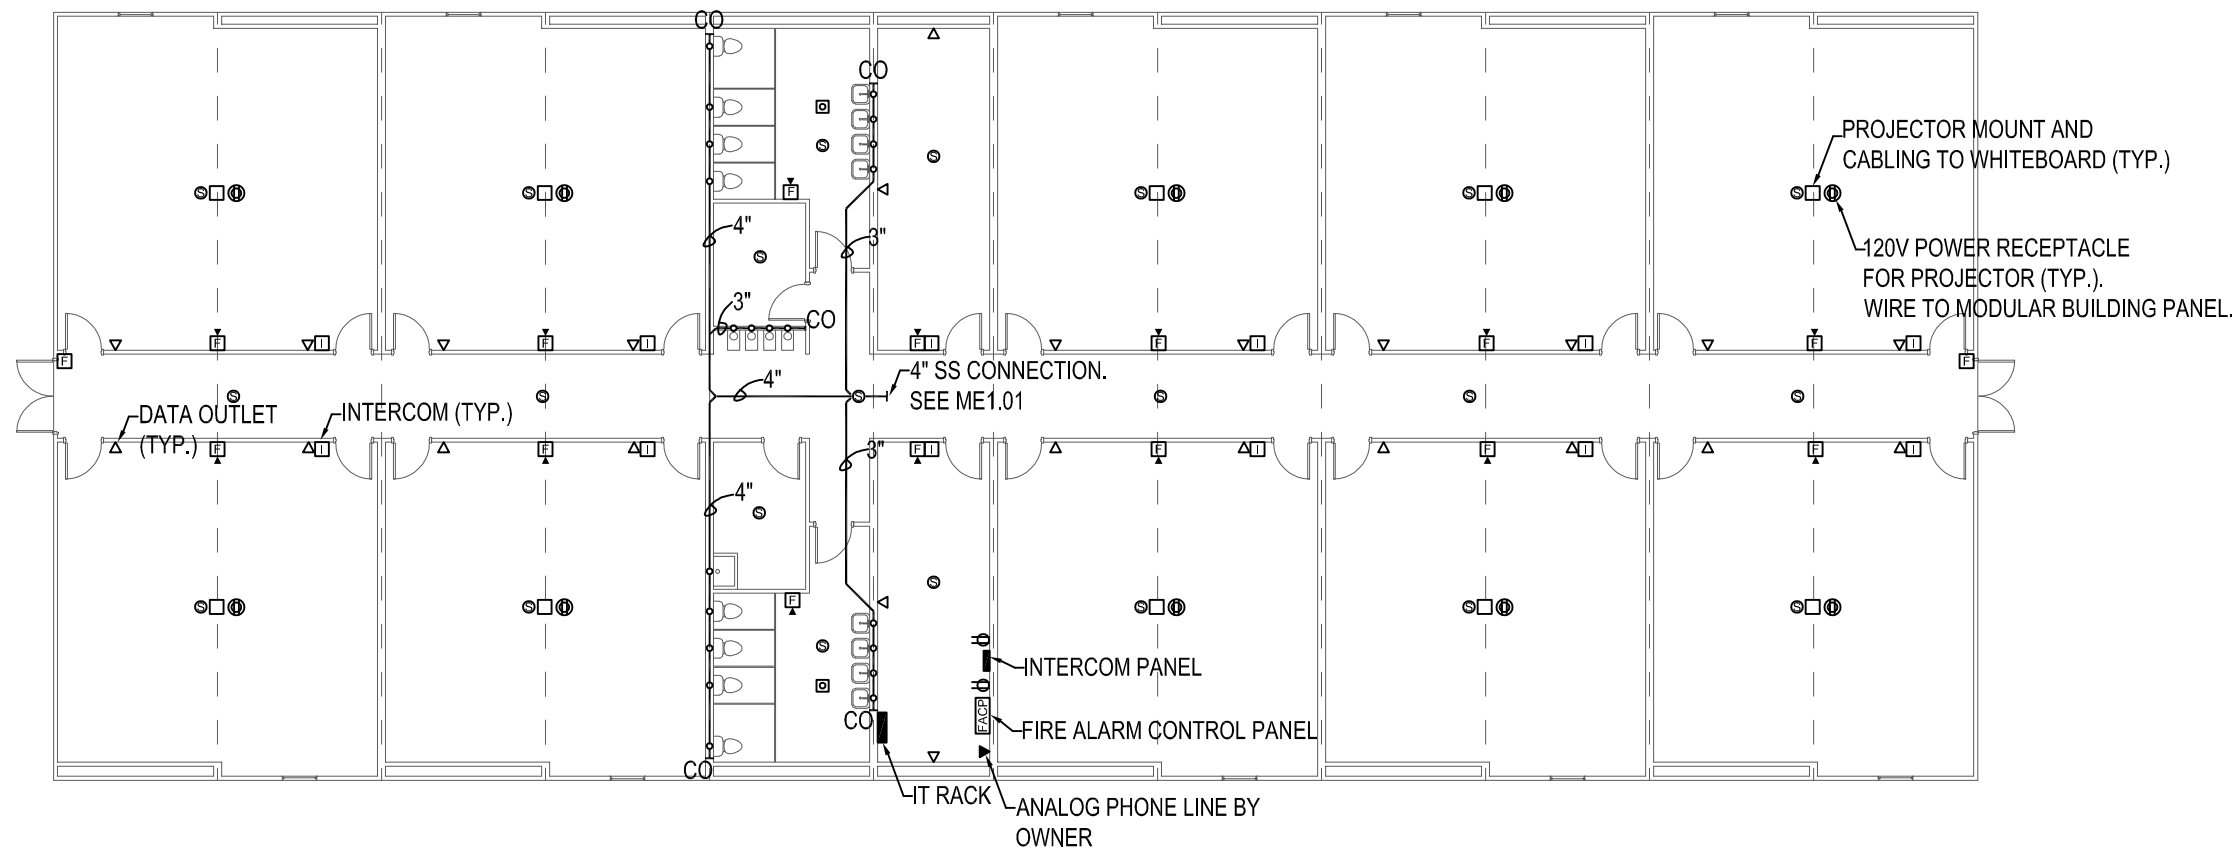 CO
CO
PROJECTOR MOUNT AND
CABLING TO WHITEBOARD (TYP.)
F
S
S
S
S
S
S
S
S
4"
3"
120V POWER RECEPTACLE
FOR PROJECTOR (TYP.).
WIRE TO MODULAR BUILDING PANEL.
S
3"
CO
F
I
F
I
F
I
F
I
F
I
F
I
F
F
4"
4" SS CONNECTION.
SEE ME1.01
S
S
S
S
S
S
DATA OUTLET
(TYP.)
INTERCOM (TYP.)
F
I
F
I
F
I
F
I
F
I
F
I
3"
4"
S
S
F
S
S
S
S
S
S
INTERCOM PANEL
FACP
CO
FIRE ALARM CONTROL PANEL
CO
IT RACK
ANALOG PHONE LINE BY
OWNER